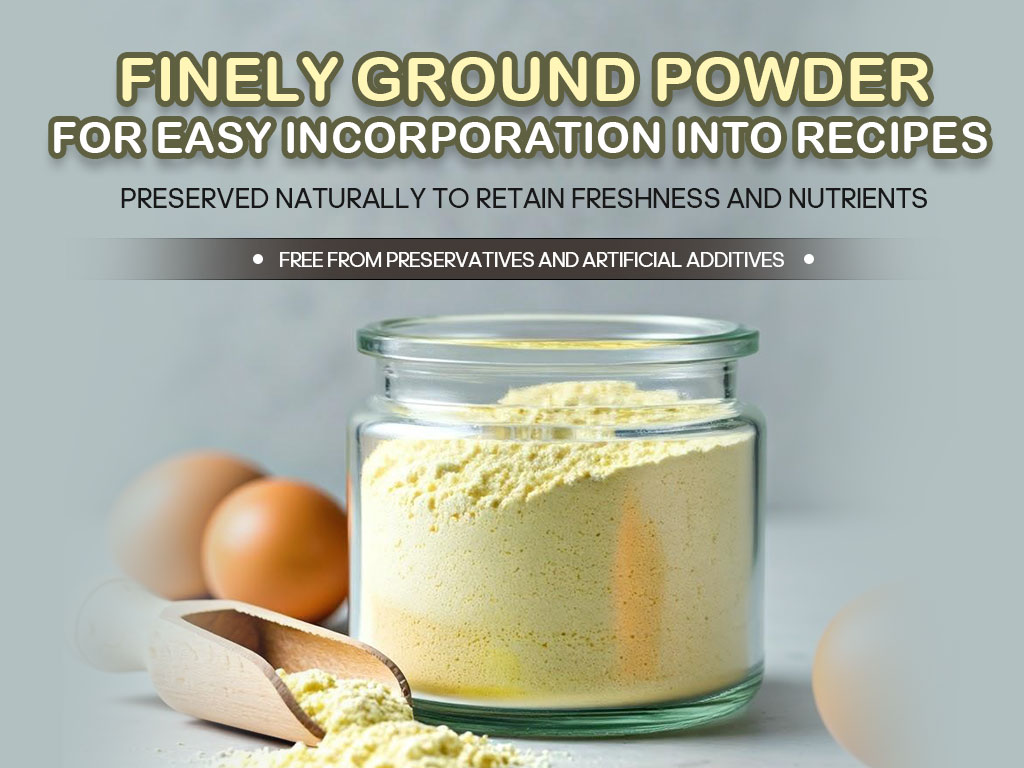 FINELY GROUND POWDER
FOR EASY INCORPORATION INTO RECIPES
PRESERVED NATURALLY TO RETAIN FRESHNESS AND NUTRIENTS
• FREE FROM PRESERVATIVES AND ARTIFICIAL ADDITIVES •